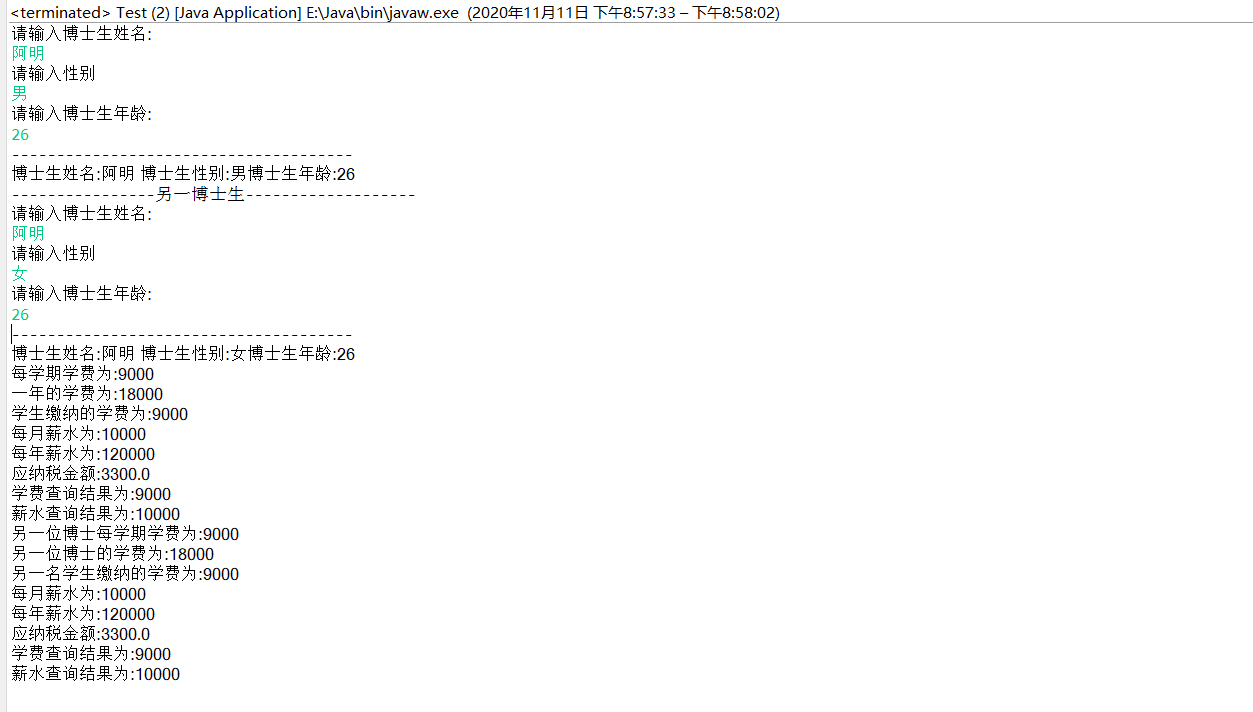 <terminated> Test (2) [Java Application] E:\Java\bin\javaw.exe  (2020年11月11日 下午8:57:33 – 下午8:58:02)
请输入博士生姓名:
阿明
请输入性别
男
请输入博士生年龄:
26
--------------------------------------
博士生姓名:阿明 博士生性别:男博士生年龄:26
----------------另一博士生-------------------
请输入博士生姓名:
阿明
请输入性别
女
请输入博士生年龄:
26
--------------------------------------
博士生姓名:阿明 博士生性别:女博士生年龄:26
每学期学费为:9000
一年的学费为:18000
学生缴纳的学费为:9000
每月薪水为:10000
每年薪水为:120000
应纳税金额:3300.0
学费查询结果为:9000
薪水查询结果为:10000
另一位博士每学期学费为:9000
另一位博士的学费为:18000
另一名学生缴纳的学费为:9000
每月薪水为:10000
每年薪水为:120000
应纳税金额:3300.0
学费查询结果为:9000
薪水查询结果为:10000